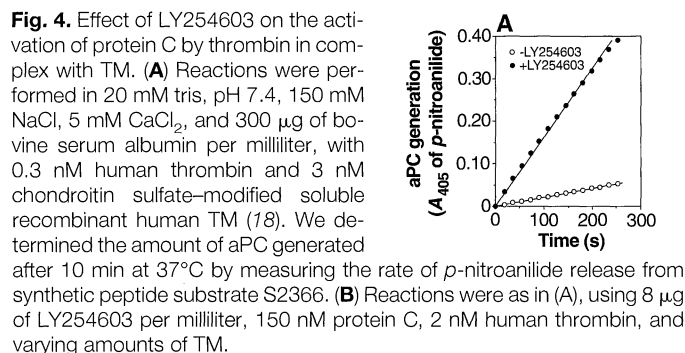 Fig. 4. Effect of LY254603 on the acti-
vation of protein C by thrombin in com-
plex with TM. (A) Reactions were per-
formed in 20 mM tris, pH 7.4, 150 mM
NaCl, 5 mM CaCl₂, and 300 μg of bo-
vine serum albumin per milliliter, with
0.3 nM human thrombin and 3 nM
chondroitin sulfate–modified soluble
recombinant human TM (18). We de-
termined the amount of aPC generated
after 10 min at 37°C by measuring the rate of p-nitroanilide release from
synthetic peptide substrate S2366. (B) Reactions were as in (A), using 8 μg
of LY254603 per milliliter, 150 nM protein C, 2 nM human thrombin, and
varying amounts of TM.
A
aPC generation
(A₄₀₅ of p-nitroanilide)
0.40
0.30
0.20
0.10
0
-LY254603
+LY254603
0 100 200 300
Time (s)